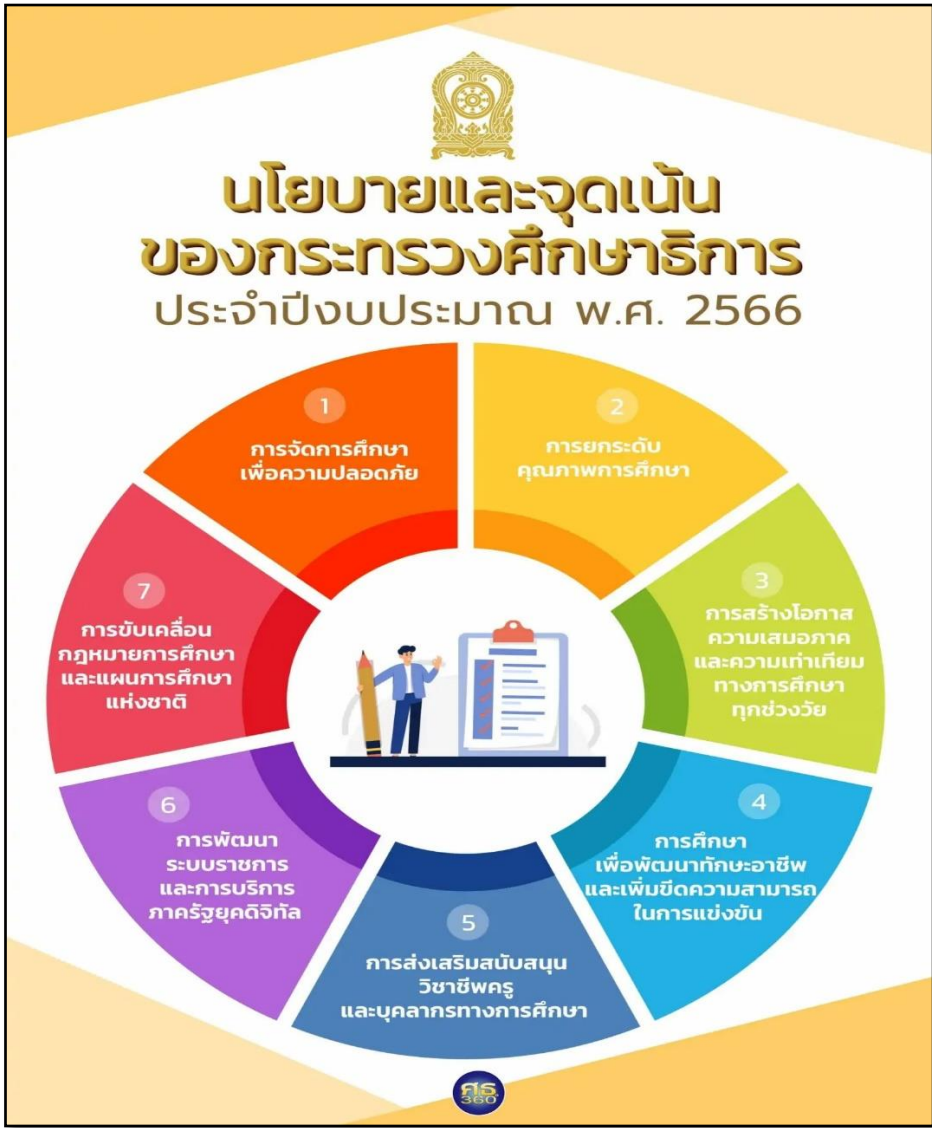 นโยบายและจุดเน้น
ของกระทรวงศึกษาธิการ
ประจำปีงบประมาณ พ.ศ. 2566
1
การจัดการศึกษา
เพื่อความปลอดภัย
2
การยกระดับ
คุณภาพการศึกษา
3
การสร้างโอกาส
ความเสมอภาค
และความเท่าเทียม
ทางการศึกษา
ทุกช่วงวัย
4
การศึกษา
เพื่อพัฒนาทักษะอาชีพ
และเพิ่มขีดความสามารถ
ในการแข่งขัน
5
การส่งเสริมสนับสนุน
วิชาชีพครู
และบุคลากรทางการศึกษา
6
การพัฒนา
ระบบราชการ
และการบริการ
ภาครัฐยุคดิจิทัล
7
การขับเคลื่อน
กฎหมายการศึกษา
และแผนการศึกษา
แห่งชาติ
ศธ.
360